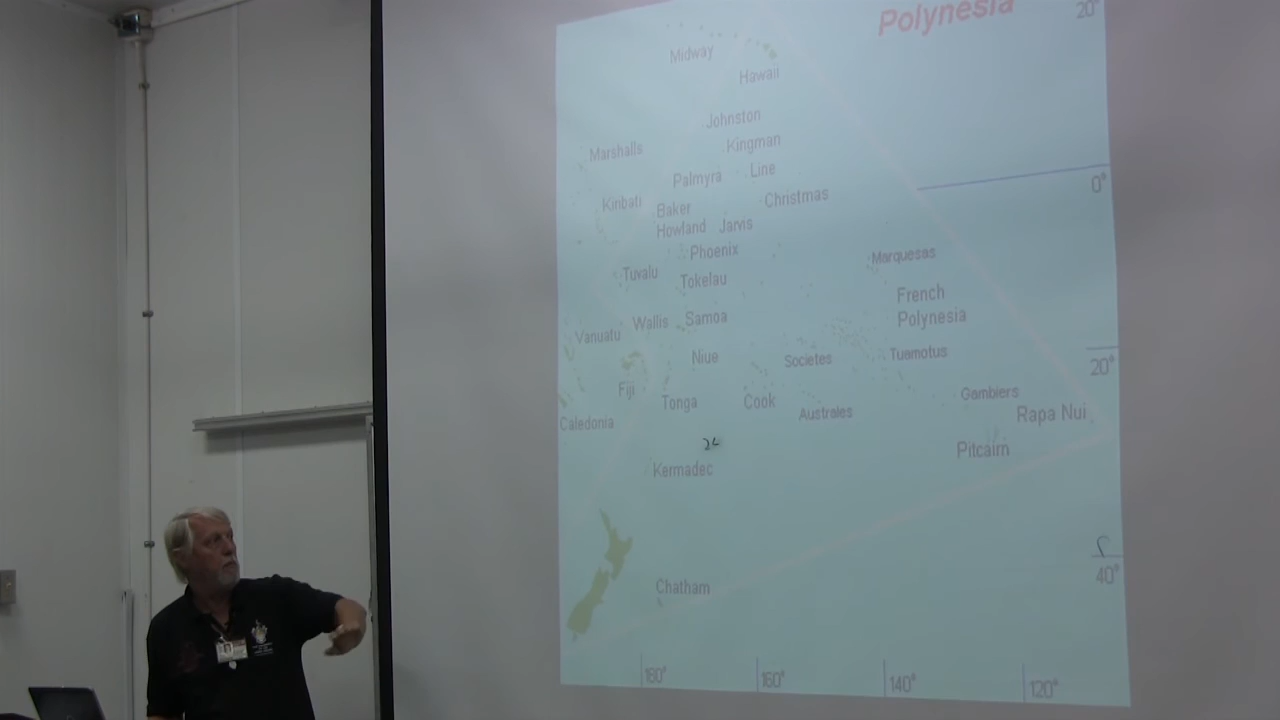 Polynesia
20°
Midway
Hawaii
Johnston
Kingman
Marshalls
Line
Palmyra
0°
Christmas
Kiribati
Baker
Howland
Jarvis
Phoenix
Marquesas
Tuvalu
Tokelau
French
Polynesia
Wallis
Samoa
Vanuatu
Niue
Societes
Tuamotus
20°
Fiji
Tonga
Cook
Australes
Gambiers
Rapa Nui
Caledonia
Pitcairn
Kermadec
40°
Chatham
180°
160°
140°
120°